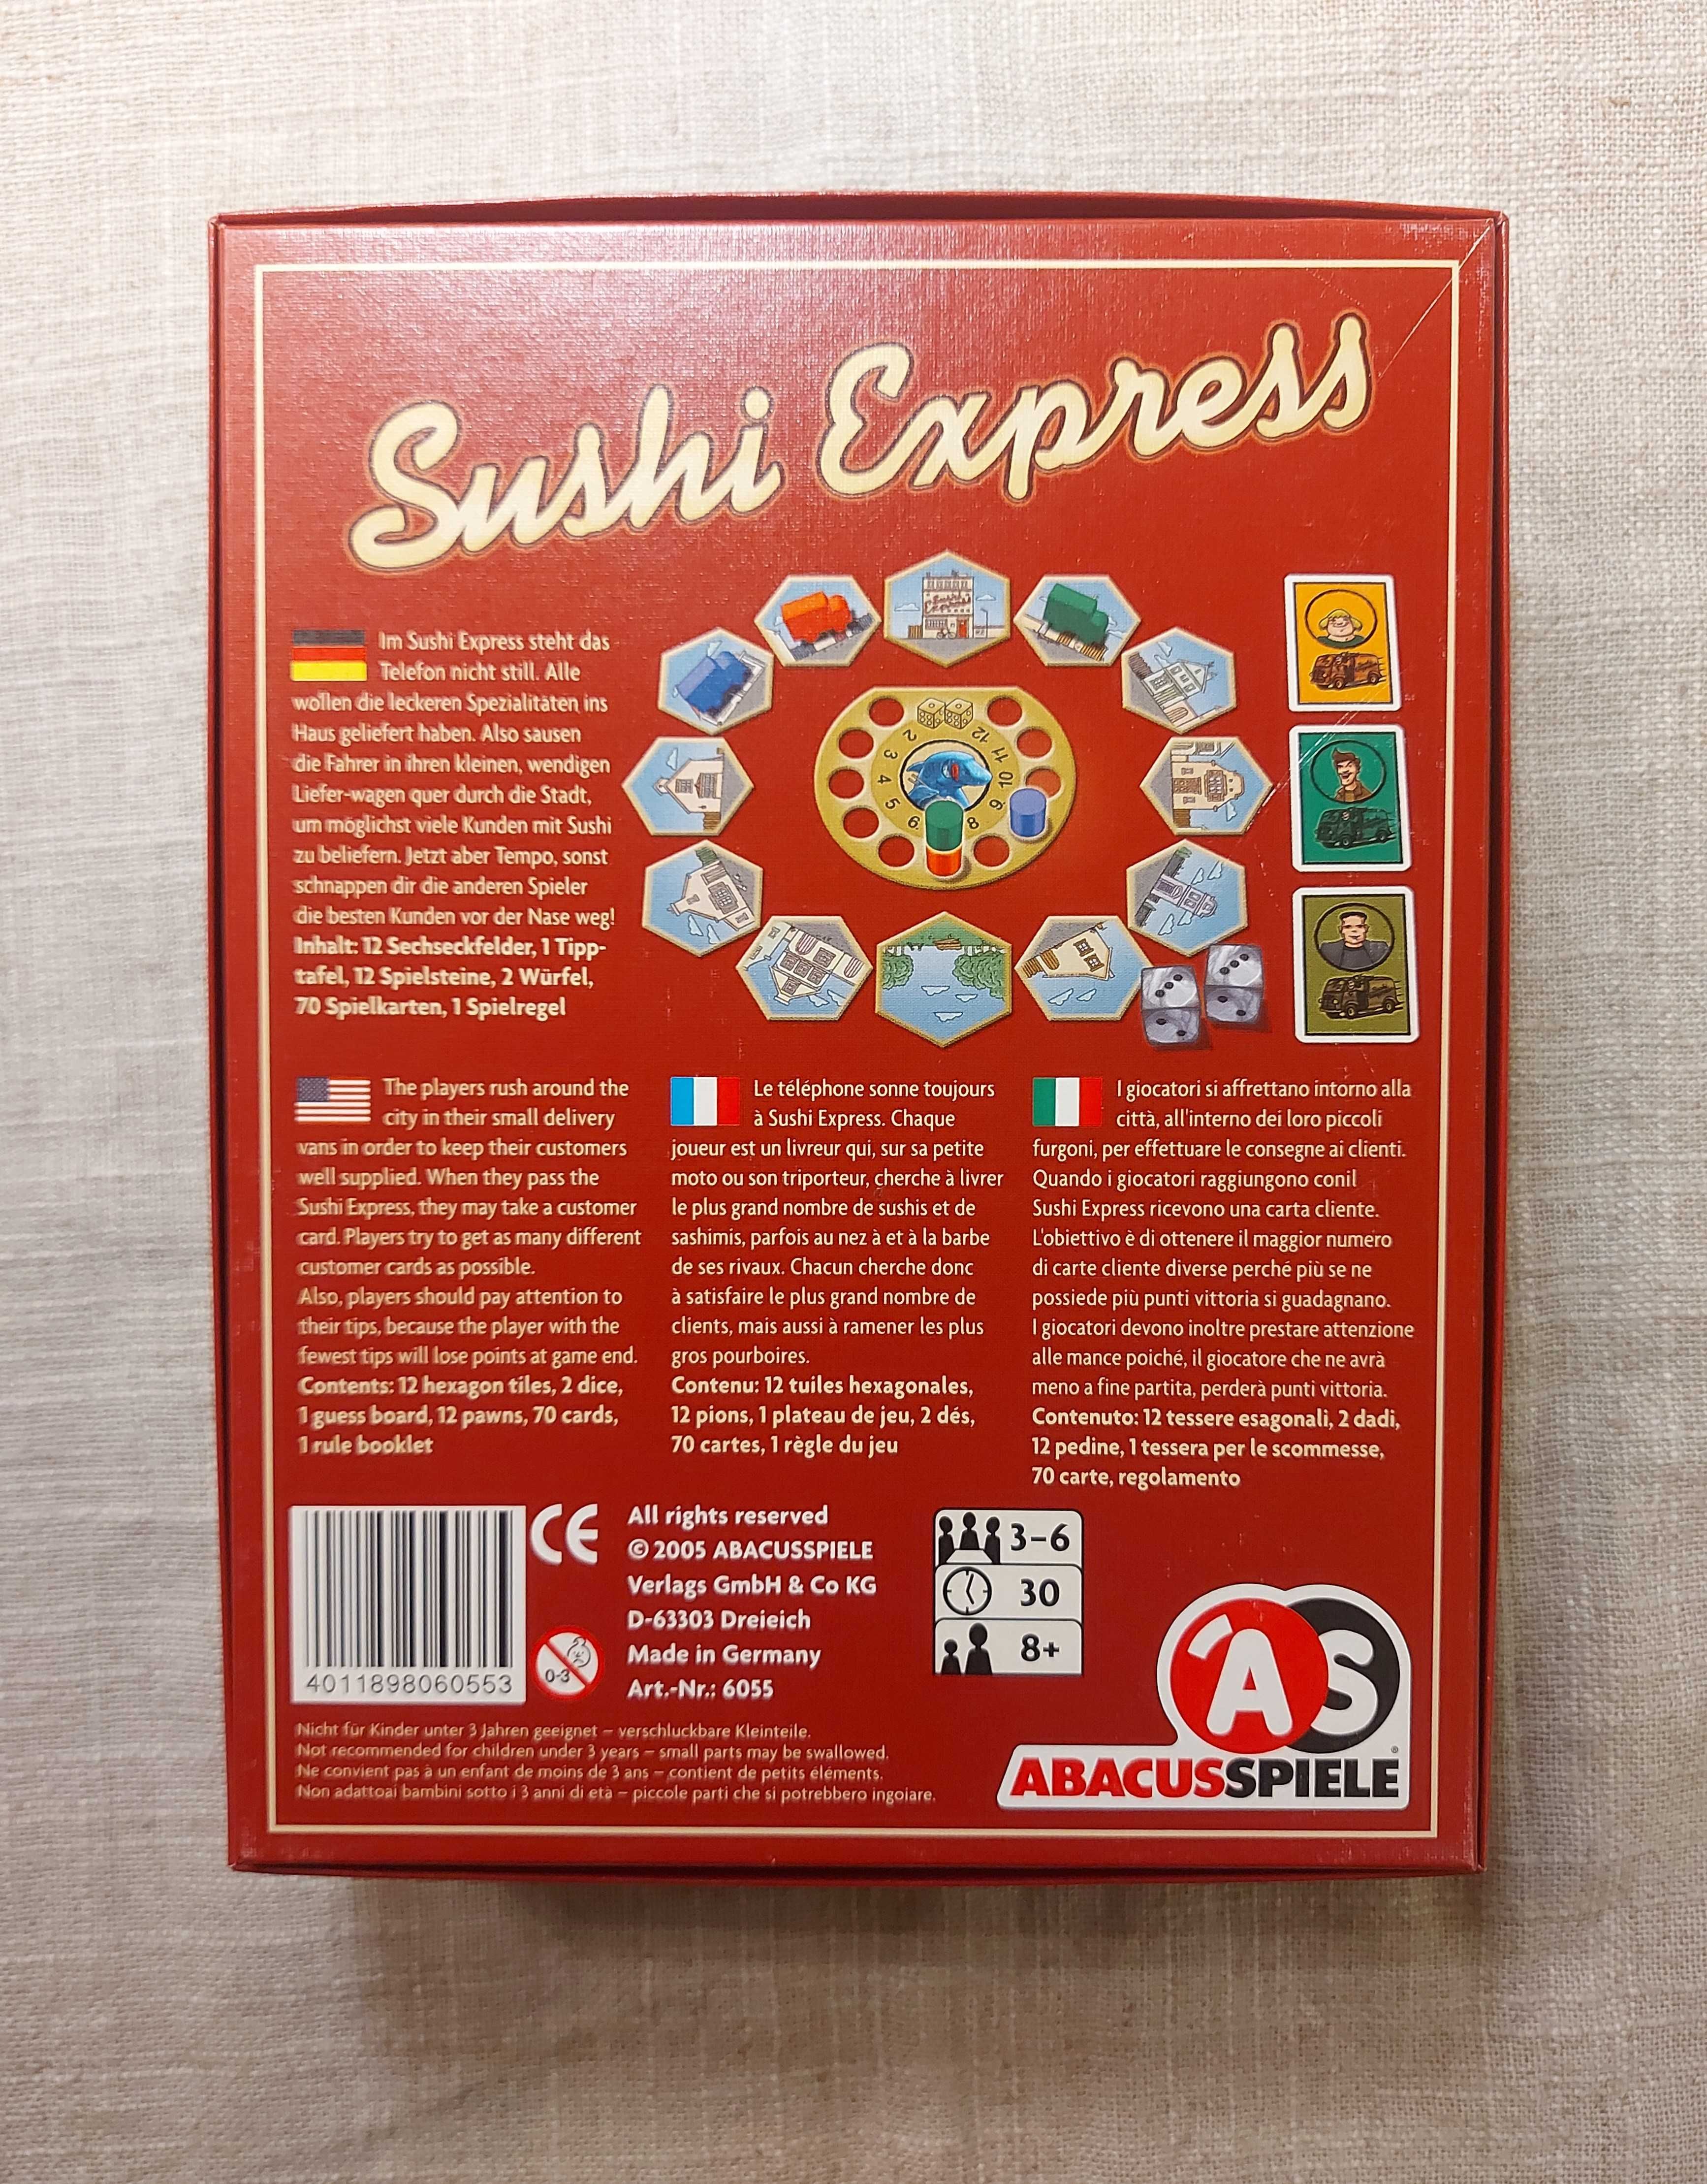 Sushi Express
Im Sushi Express steht das
Telefon nicht still. Alle
wollen die leckeren Spezialitäten ins
Haus geliefert haben. Also sausen
die Fahrer in ihren kleinen, wendigen
Liefer-wagen quer durch die Stadt,
um möglichst viele Kunden mit Sushi
zu beliefern. Jetzt aber Tempo, sonst
schnappen dir die anderen Spieler
die besten Kunden vor der Nase weg!
Inhalt: 12 Sechseckfelder, 1 Tipp-
tafel, 12 Spielsteine, 2 Würfel,
70 Spielkarten, 1 Spielregel
Sushi Express
2 3 4 5 6 8 9 10 11 12
The players rush around the
city in their small delivery
vans in order to keep their customers
well supplied. When they pass the
Sushi Express, they may take a customer
card. Players try to get as many different
customer cards as possible.
Also, players should pay attention to
their tips, because the player with the
fewest tips will lose points at game end.
Contents: 12 hexagon tiles, 2 dice,
1 guess board, 12 pawns, 70 cards,
1 rule booklet
Le téléphone sonne toujours
à Sushi Express. Chaque
joueur est un livreur qui, sur sa petite
moto ou son triporteur, cherche à livrer
le plus grand nombre de sushis et de
sashimis, parfois au nez à et à la barbe
de ses rivaux. Chacun cherche donc
à satisfaire le plus grand nombre de
clients, mais aussi à ramener les plus
gros pourboires.
Contenu: 12 tuiles hexagonales,
12 pions, 1 plateau de jeu, 2 dés,
70 cartes, 1 règle du jeu
I giocatori si affrettano intorno alla
città, all'interno dei loro piccoli
furgoni, per effettuare le consegne ai clienti.
Quando i giocatori raggiungono conil
Sushi Express ricevono una carta cliente.
L'obiettivo è di ottenere il maggior numero
di carte cliente diverse perché più se ne
possiede più punti vittoria si guadagnano.
I giocatori devono inoltre prestare attenzione
alle mance poiché, il giocatore che ne avrà
meno a fine partita, perderà punti vittoria.
Contenuto: 12 tessere esagonali, 2 dadi,
12 pedine, 1 tessera per le scommesse,
70 carte, regolamento
4011898060553
CE
0-3
All rights reserved
© 2005 ABACUSSPIELE
Verlags GmbH & Co KG
D-63303 Dreieich
Made in Germany
Art.-Nr.: 6055
3–6
30
8+
AS
ABACUSSPIELE®
Nicht für Kinder unter 3 Jahren geeignet – verschluckbare Kleinteile.
Not recommended for children under 3 years – small parts may be swallowed.
Ne convient pas à un enfant de moins de 3 ans – contient de petits éléments.
Non adattoai bambini sotto i 3 anni di età – piccole parti che si potrebbero ingoiare.